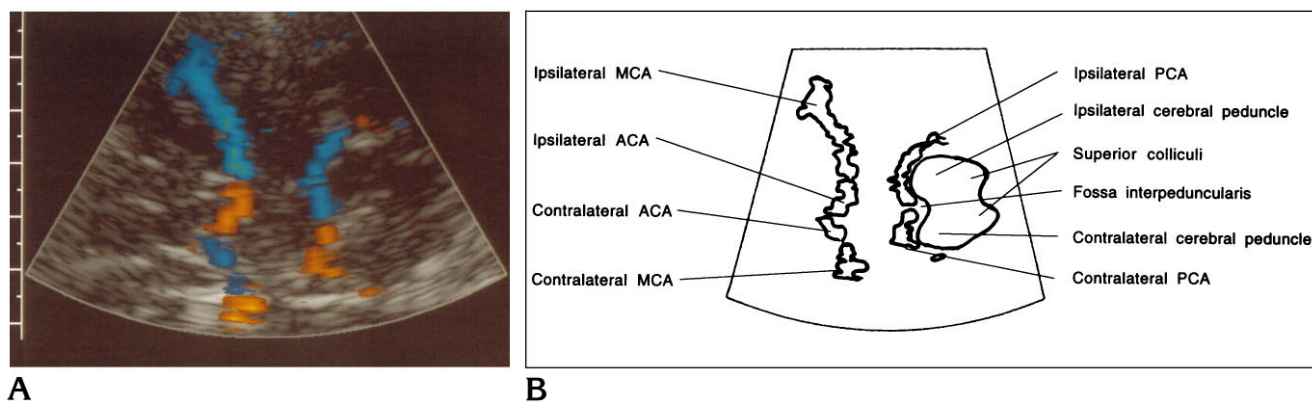 Ipsilateral MCA
Ipsilateral ACA
Contralateral ACA
Contralateral MCA
Ipsilateral PCA
Ipsilateral cerebral peduncle
Superior colliculi
Fossa interpeduncularis
Contralateral cerebral peduncle
Contralateral PCA
A
B